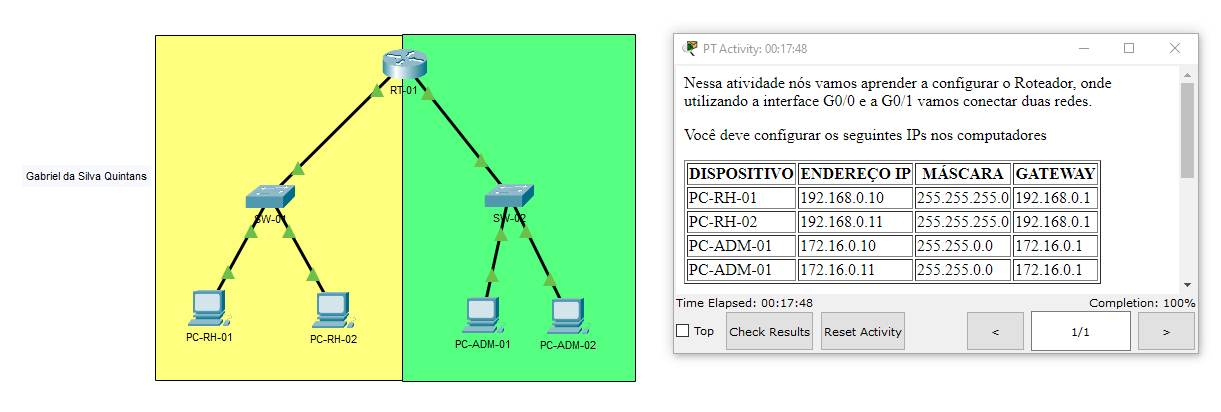 Gabriel da Silva Quintans
RT-01
SW-01
SW-02
PC-RH-01
PC-RH-02
PC-ADM-01
PC-ADM-02
PT Activity: 00:17:48
Nessa atividade nós vamos aprender a configurar o Roteador, onde
utilizando a interface G0/0 e a G0/1 vamos conectar duas redes.
Você deve configurar os seguintes IPs nos computadores
DISPOSITIVO ENDEREÇO IP MÁSCARA GATEWAY
PC-RH-01 192.168.0.10 255.255.255.0 192.168.0.1
PC-RH-02 192.168.0.11 255.255.255.0 192.168.0.1
PC-ADM-01 172.16.0.10 255.255.0.0 172.16.0.1
PC-ADM-01 172.16.0.11 255.255.0.0 172.16.0.1
Time Elapsed: 00:17:48 Completion: 100%
Top Check Results Reset Activity < 1/1 >